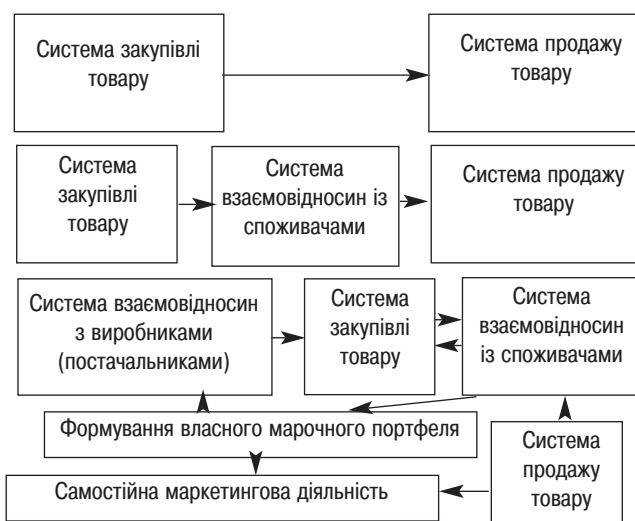 Система закупівлі
товару
Система продажу
товару
Система
закупівлі
товару
Система
взаємовідносин із
споживачами
Система продажу
товару
Система взаємовідносин
з виробниками
(постачальниками)
Система
закупівлі
товару
Система
взаємовідносин
із споживачами
Формування власного марочного портфеля
Самостійна маркетингова діяльність
Система
продажу
товару